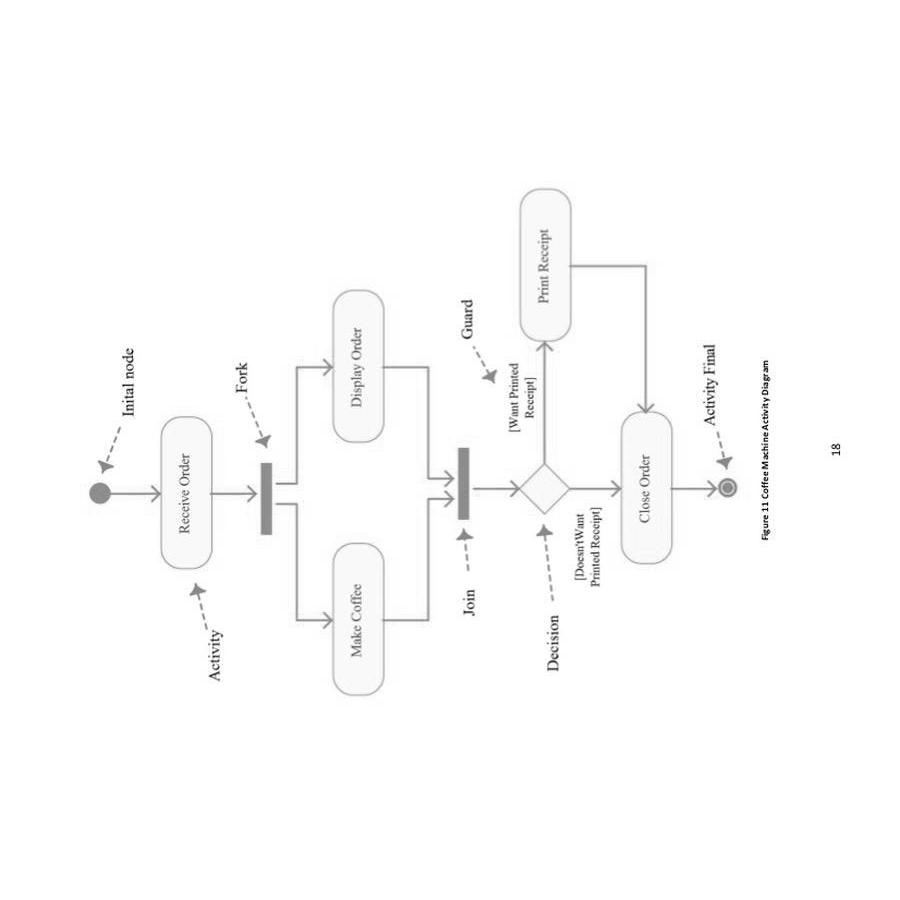 Inital node
Receive Order
Activity
Fork
Make Coffee
Display Order
Join
Guard
[Want Printed
Receipt]
Print Receipt
Decision
[Doesn'tWant
Printed Receipt]
Close Order
Activity Final
Figure 11 Coffee Machine Activity Diagram
18